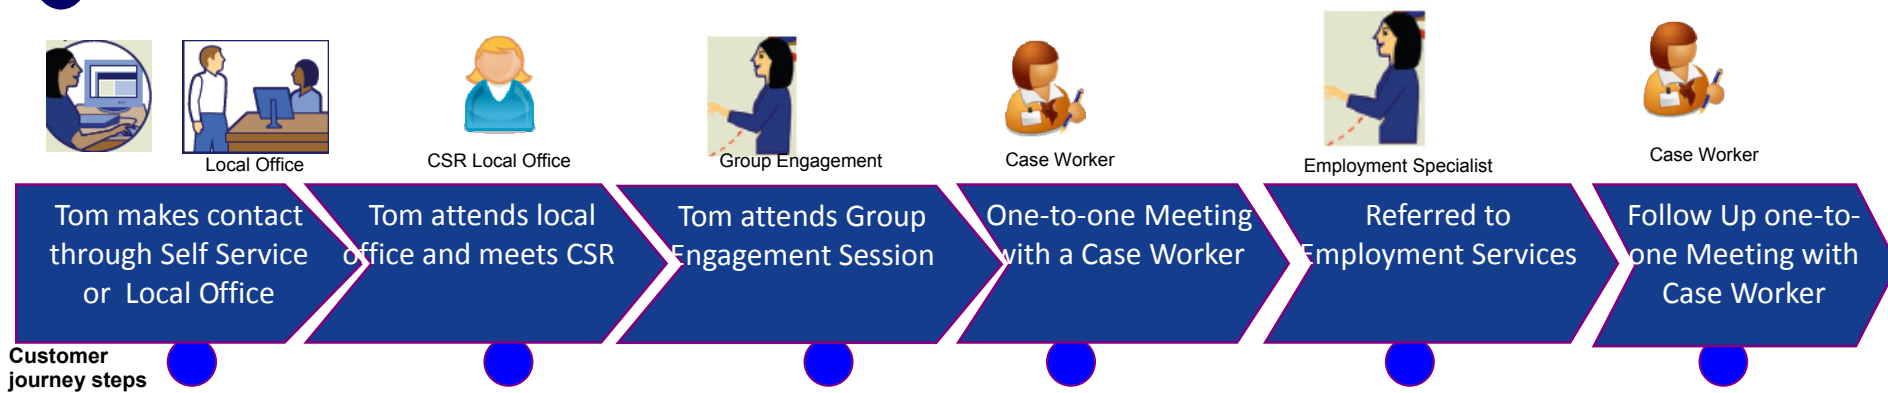 Local Office
CSR Local Office
Group Engagement
Case Worker
Employment Specialist
Case Worker
Tom makes contact
through Self Service
or Local Office
Tom attends local
office and meets CSR
Tom attends Group
Engagement Session
One-to-one Meeting
with a Case Worker
Referred to
Employment Services
Follow Up one-to-
one Meeting with
Case Worker
Customer
journey steps